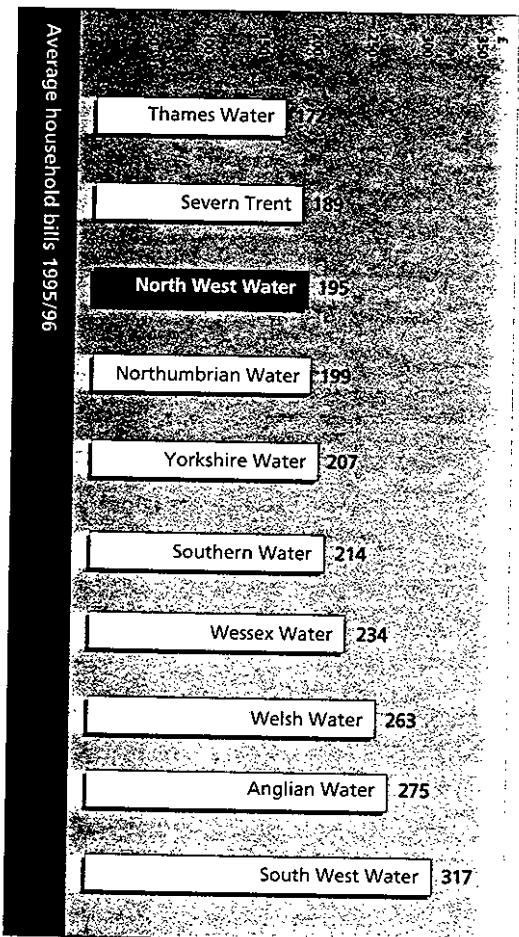 Average household bills 1995/96
£
Thames Water 177
Severn Trent 189
North West Water 195
Northumbrian Water 199
Yorkshire Water 207
Southern Water 214
Wessex Water 234
Welsh Water 263
Anglian Water 275
South West Water 317